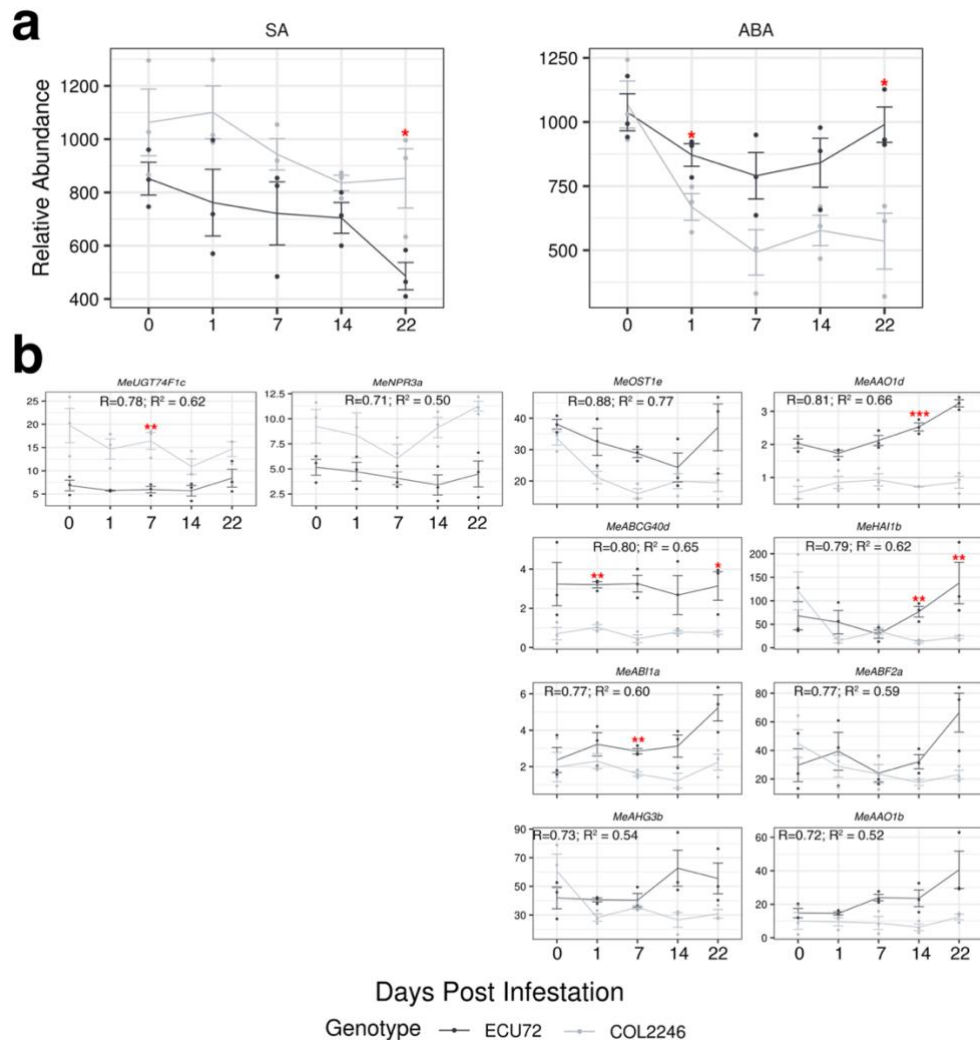 a
SA
ABA
Relative Abundance
1200
1000
800
600
400
*
0 1 7 14 22
1250
1000
750
500
*
*
0 1 7 14 22
b
MeUGT74F1c
R=0.78; R² = 0.62
25
20
15
10
5
**
0 1 7 14 22
MeNPR3a
R=0.71; R² = 0.50
12.5
10.0
7.5
5.0
2.5
0 1 7 14 22
MeOST1e
R=0.88; R² = 0.77
40
30
20
MeAAO1d
R=0.81; R² = 0.66
3
2
1
***
MeABCG40d
R=0.80; R² = 0.65
4
2
0
**
*
MeHAI1b
R=0.79; R² = 0.62
200
150
100
50
0
**
**
MeABI1a
R=0.77; R² = 0.60
6
4
2
**
MeABF2a
R=0.77; R² = 0.59
80
60
40
20
MeAHG3b
R=0.73; R² = 0.54
90
70
50
30
0 1 7 14 22
MeAAO1b
R=0.72; R² = 0.52
60
40
20
0
0 1 7 14 22
Days Post Infestation
Genotype ECU72 COL2246